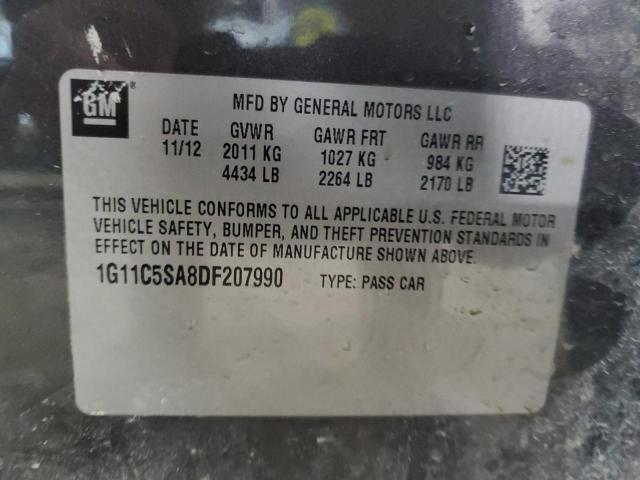 GM ®
MFD BY GENERAL MOTORS LLC
DATE GVWR GAWR FRT GAWR RR
11/12 2011 KG 1027 KG 984 KG
4434 LB 2264 LB 2170 LB
THIS VEHICLE CONFORMS TO ALL APPLICABLE U.S. FEDERAL MOTOR
VEHICLE SAFETY, BUMPER, AND THEFT PREVENTION STANDARDS IN
EFFECT ON THE DATE OF MANUFACTURE SHOWN ABOVE.
1G11C5SA8DF207990 TYPE: PASS CAR